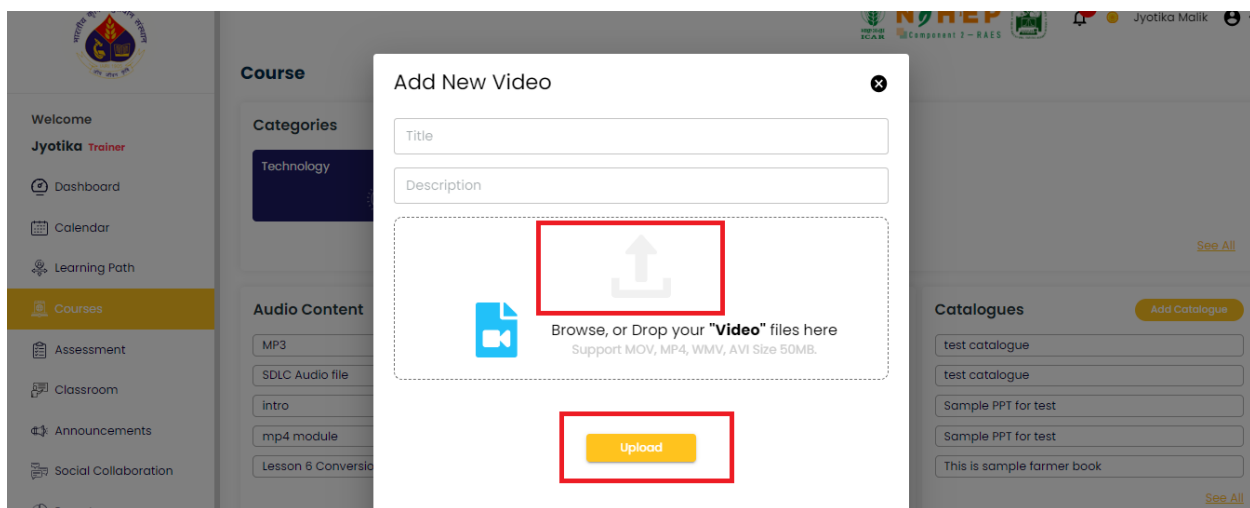 NAHEP
ICAR
Component 2 - RAES
Jyotika Malik
Course
Add New Video
Welcome
Jyotika Trainer
Categories
Title
Technology
Dashboard
Description
Calendar
See All
Learning Path
Courses
Audio Content
Catalogues
Add Catalogue
Browse, or Drop your "Video" files here
Support MOV, MP4, WMV, AVI Size 50MB.
Assessment
MP3
test catalogue
SDLC Audio file
test catalogue
Classroom
intro
Sample PPT for test
Announcements
mp4 module
Upload
Sample PPT for test
Social Collaboration
Lesson 6 Conversio
This is sample farmer book
See All